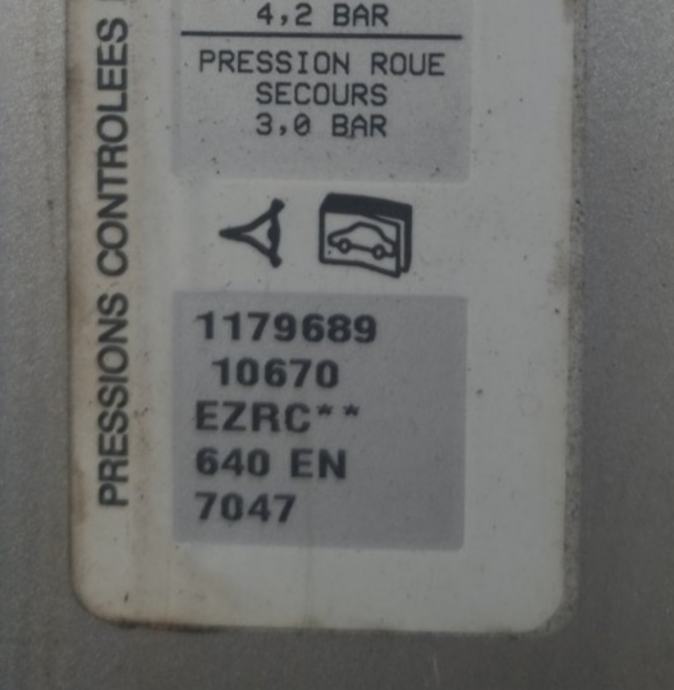 4,2 BAR
PRESSION ROUE
SECOURS
3,0 BAR
PRESSIONS CONTROLEES
1179689
10670
EZRC**
640 EN
7047